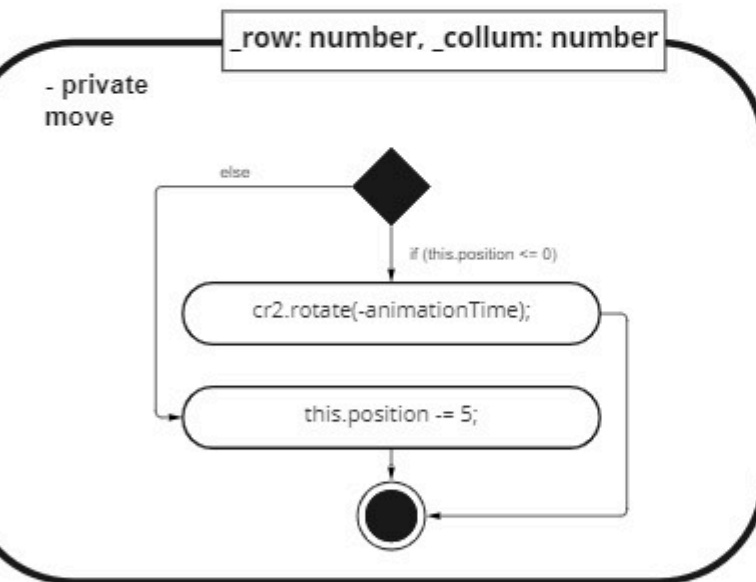 _row: number, _collum: number
- private
move
else
if (this.position <= 0)
cr2.rotate(-animationTime);
this.position -= 5;